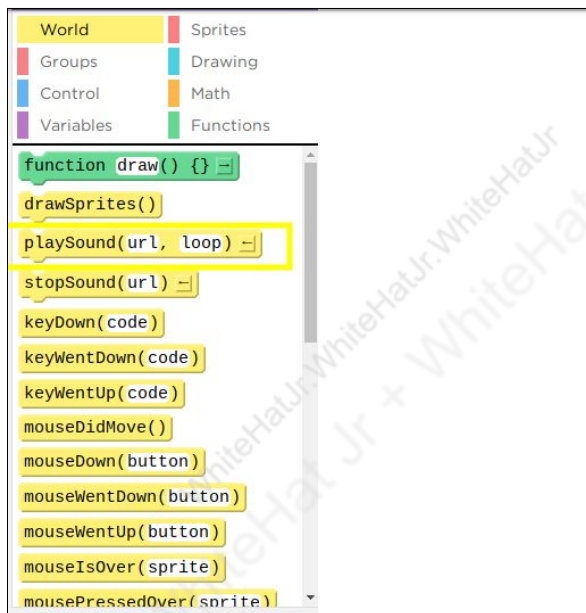 World Sprites
Groups Drawing
Control Math
Variables Functions
function draw() {}
drawSprites()
playSound(url, loop)
stopSound(url)
keyDown(code)
keyWentDown(code)
keyWentUp(code)
mouseDidMove()
mouseDown(button)
mouseWentDown(button)
mouseWentUp(button)
mouseIsOver(sprite)
mousePressedOver(sprite)
WhiteHatJr.WhiteHatJr.WhiteHatJr
WhiteHat Jr + WhiteHa